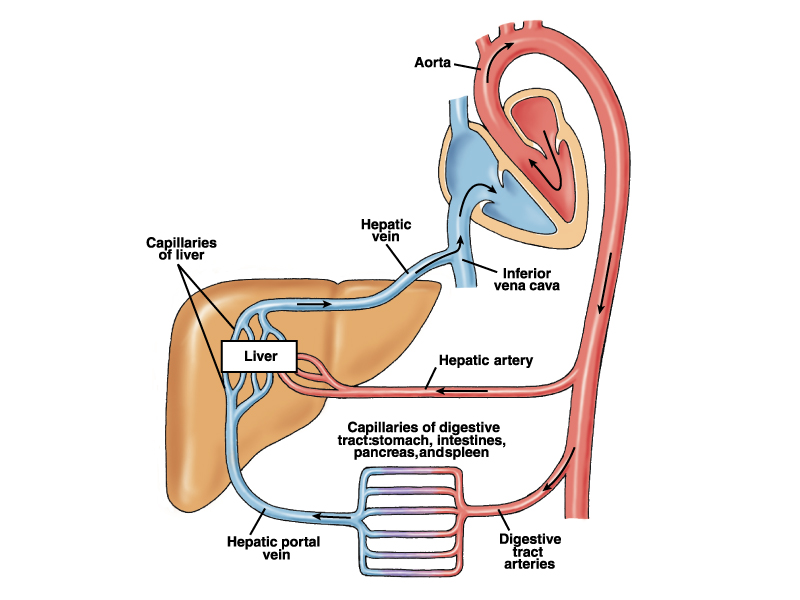 Aorta
Hepatic
vein
Capillaries
of liver
Inferior
vena cava
Liver
Hepatic artery
Capillaries of digestive
tract:stomach, intestines,
pancreas,andspleen
Hepatic portal
vein
Digestive
tract
arteries